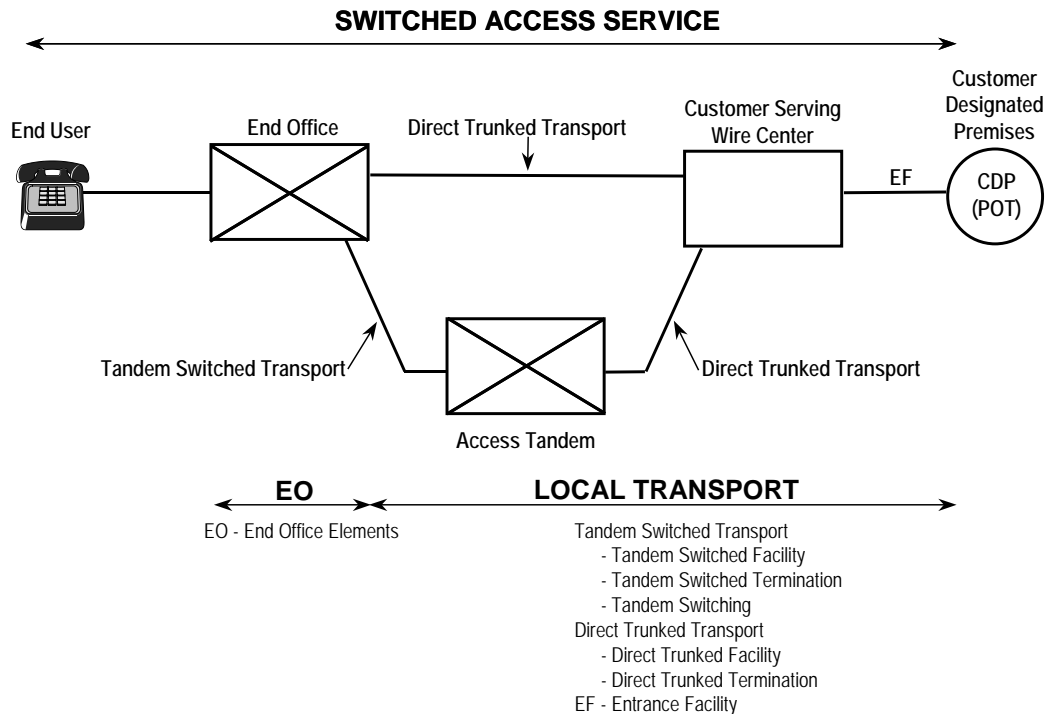 SWITCHED ACCESS SERVICE
Customer
Designated
Premises
End User
End Office
Direct Trunked Transport
Customer Serving
Wire Center
EF
CDP
(POT)
Tandem Switched Transport
Direct Trunked Transport
Access Tandem
EO
LOCAL TRANSPORT
EO - End Office Elements
Tandem Switched Transport
- Tandem Switched Facility
- Tandem Switched Termination
- Tandem Switching
Direct Trunked Transport
- Direct Trunked Facility
- Direct Trunked Termination
EF - Entrance Facility